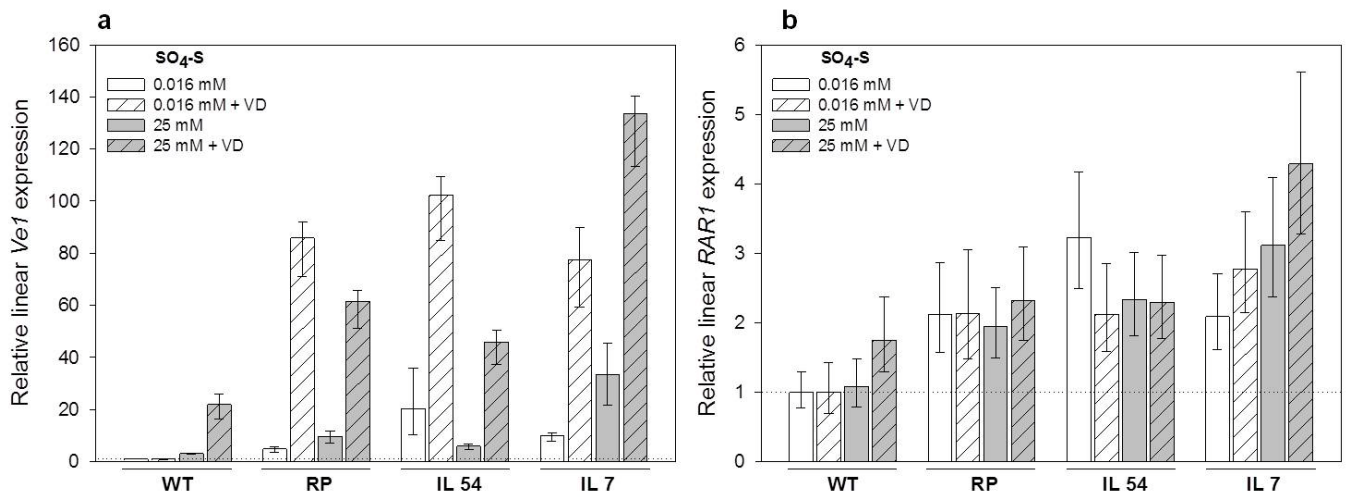 a
Relative linear Ve1 expression
160
140
120
100
80
60
40
20
0
SO4-S
0.016 mM
0.016 mM + VD
25 mM
25 mM + VD
WT RP IL 54 IL 7
b
Relative linear RAR1 expression
6
5
4
3
2
1
0
SO4-S
0.016 mM
0.016 mM + VD
25 mM
25 mM + VD
WT RP IL 54 IL 7